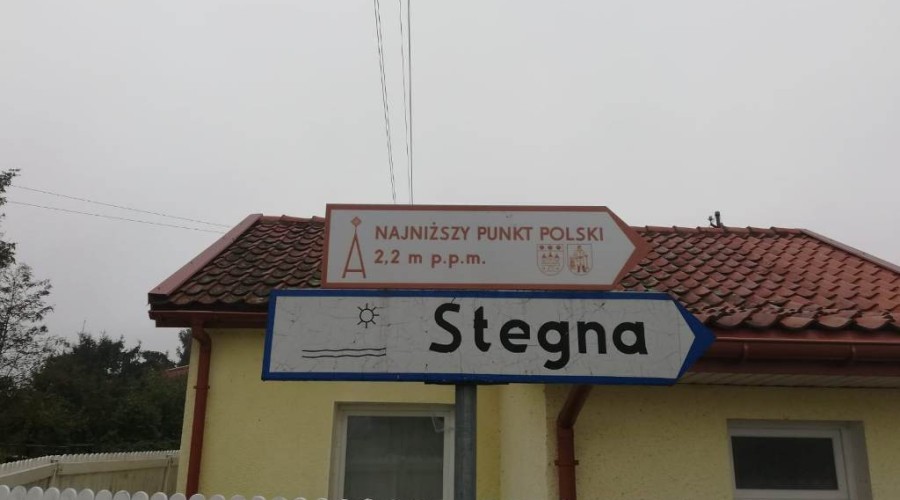 NAJNIŻSZY PUNKT POLSKI
2,2 m p.p.m.
Stegna